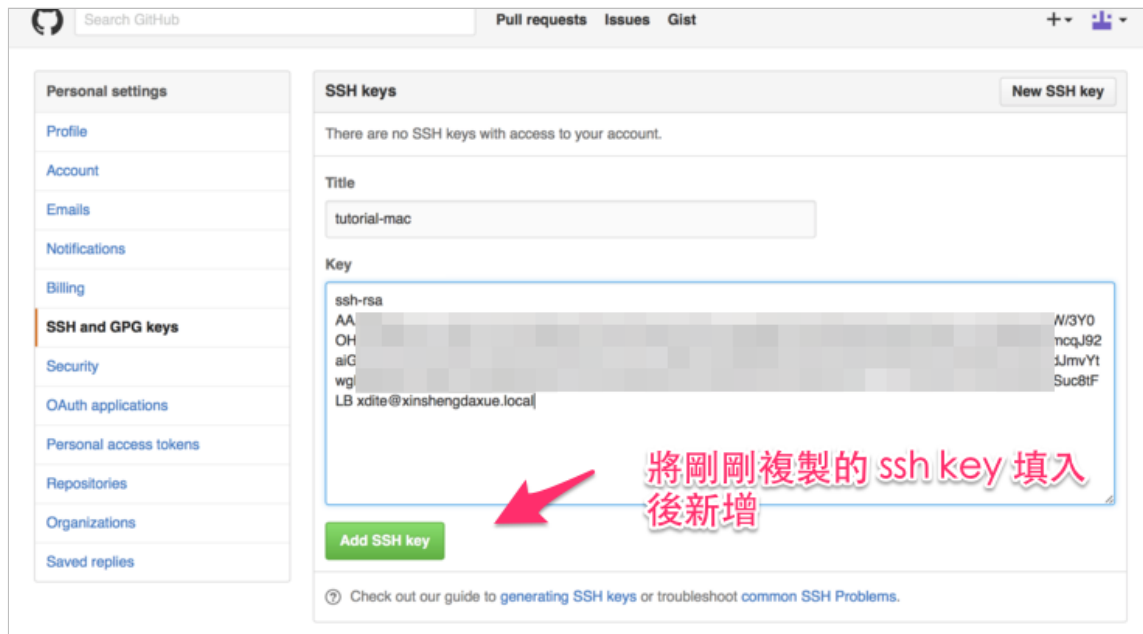 Search GitHub
Pull requests Issues Gist
Personal settings
Profile
Account
Emails
Notifications
Billing
SSH and GPG keys
Security
OAuth applications
Personal access tokens
Repositories
Organizations
Saved replies
SSH keys
New SSH key
There are no SSH keys with access to your account.
Title
tutorial-mac
Key
ssh-rsa
AA W/3Y0
OH mcqJ92
aiG dJmvYt
wgl Suc8tF
LB xdite@xinshengdaxue.local
將剛剛複製的 ssh key 填入
後新增
Add SSH key
Check out our guide to generating SSH keys or troubleshoot common SSH Problems.